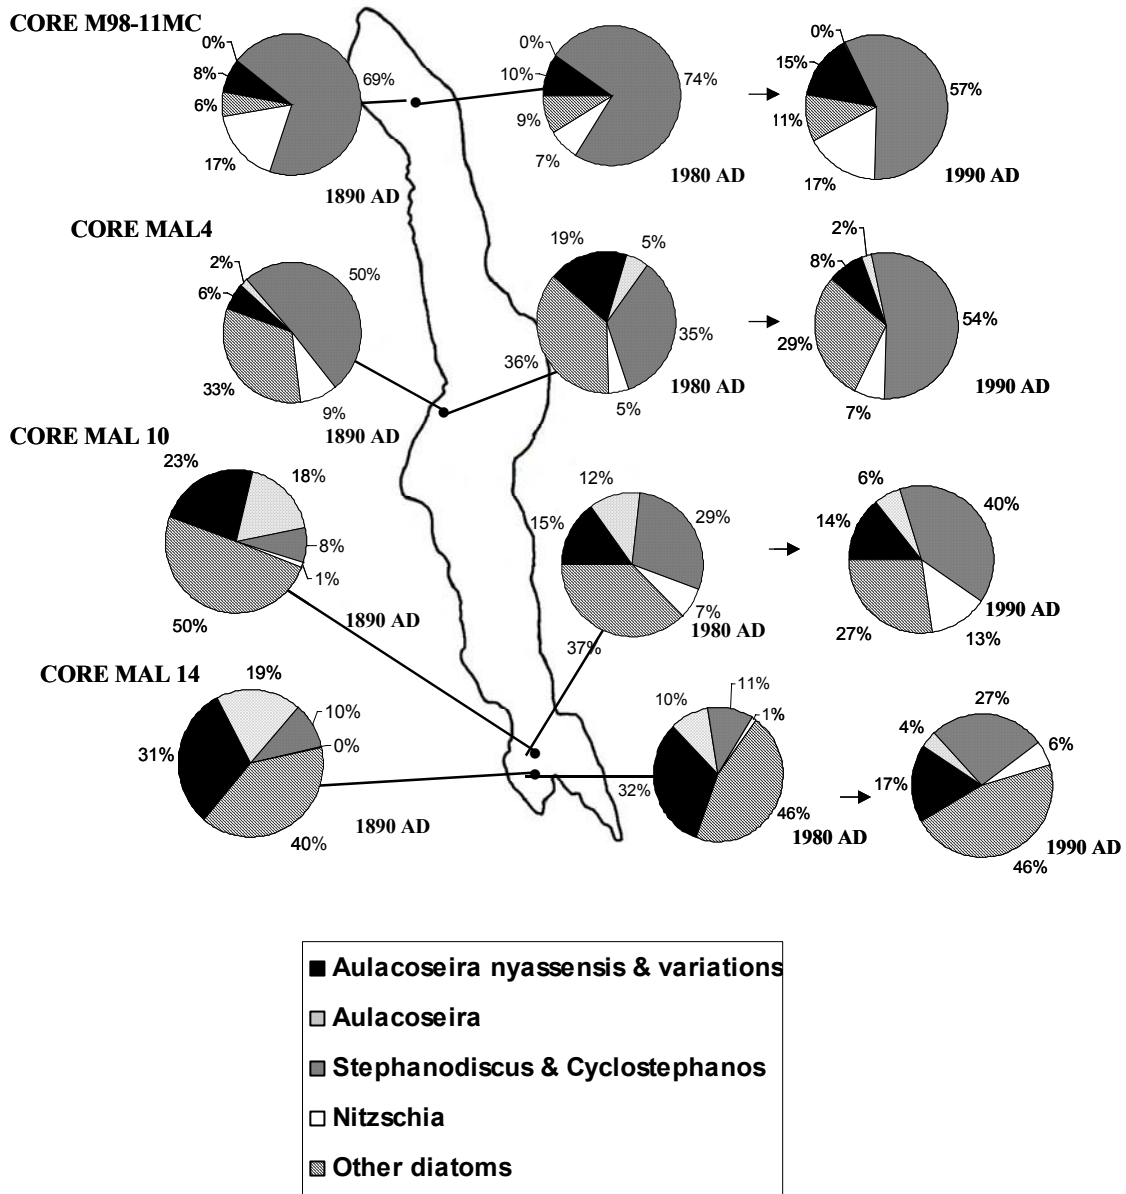 CORE M98-11MC
0%
8%
6%
17%
69%
1890 AD
0%
10%
9%
7%
74%
1980 AD
0%
15%
11%
17%
57%
1990 AD
CORE MAL4
2%
6%
33%
9%
50%
1890 AD
19%
5%
35%
36%
5%
1980 AD
2%
8%
29%
7%
54%
1990 AD
CORE MAL 10
23%
18%
8%
1%
50%
1890 AD
12%
15%
29%
7%
37%
1980 AD
6%
14%
40%
27%
13%
1990 AD
CORE MAL 14
19%
10%
0%
31%
40%
1890 AD
10%
11%
1%
32%
46%
1980 AD
27%
4%
6%
17%
46%
1990 AD
Aulacoseira nyassensis & variations
Aulacoseira
Stephanodiscus & Cyclostephanos
Nitzschia
Other diatoms